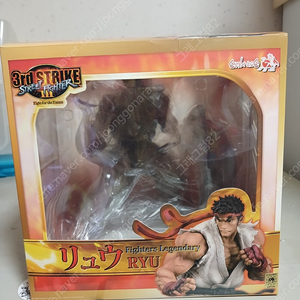 3rd STRIKE
STREET FIGHTER
III
Fight for the Future
リュウ
Fighters Legendary
RYU